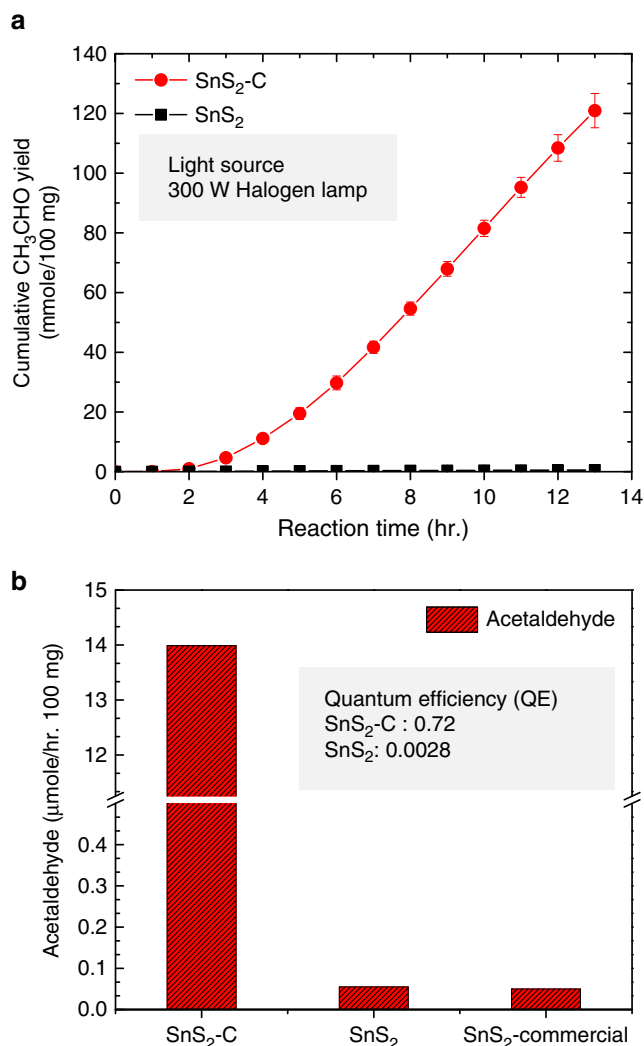 a
140
120
100
80
60
40
20
0
Cumulative CH₃CHO yield
(mmole/100 mg)
SnS₂-C
SnS₂
Light source
300 W Halogen lamp
0 2 4 6 8 10 12 14
Reaction time (hr.)
b
15
14
13
12
0.4
0.3
0.2
0.1
0.0
Acetaldehyde (μmole/hr. 100 mg)
Acetaldehyde
Quantum efficiency (QE)
SnS₂-C : 0.72
SnS₂: 0.0028
SnS₂-C SnS₂ SnS₂-commercial